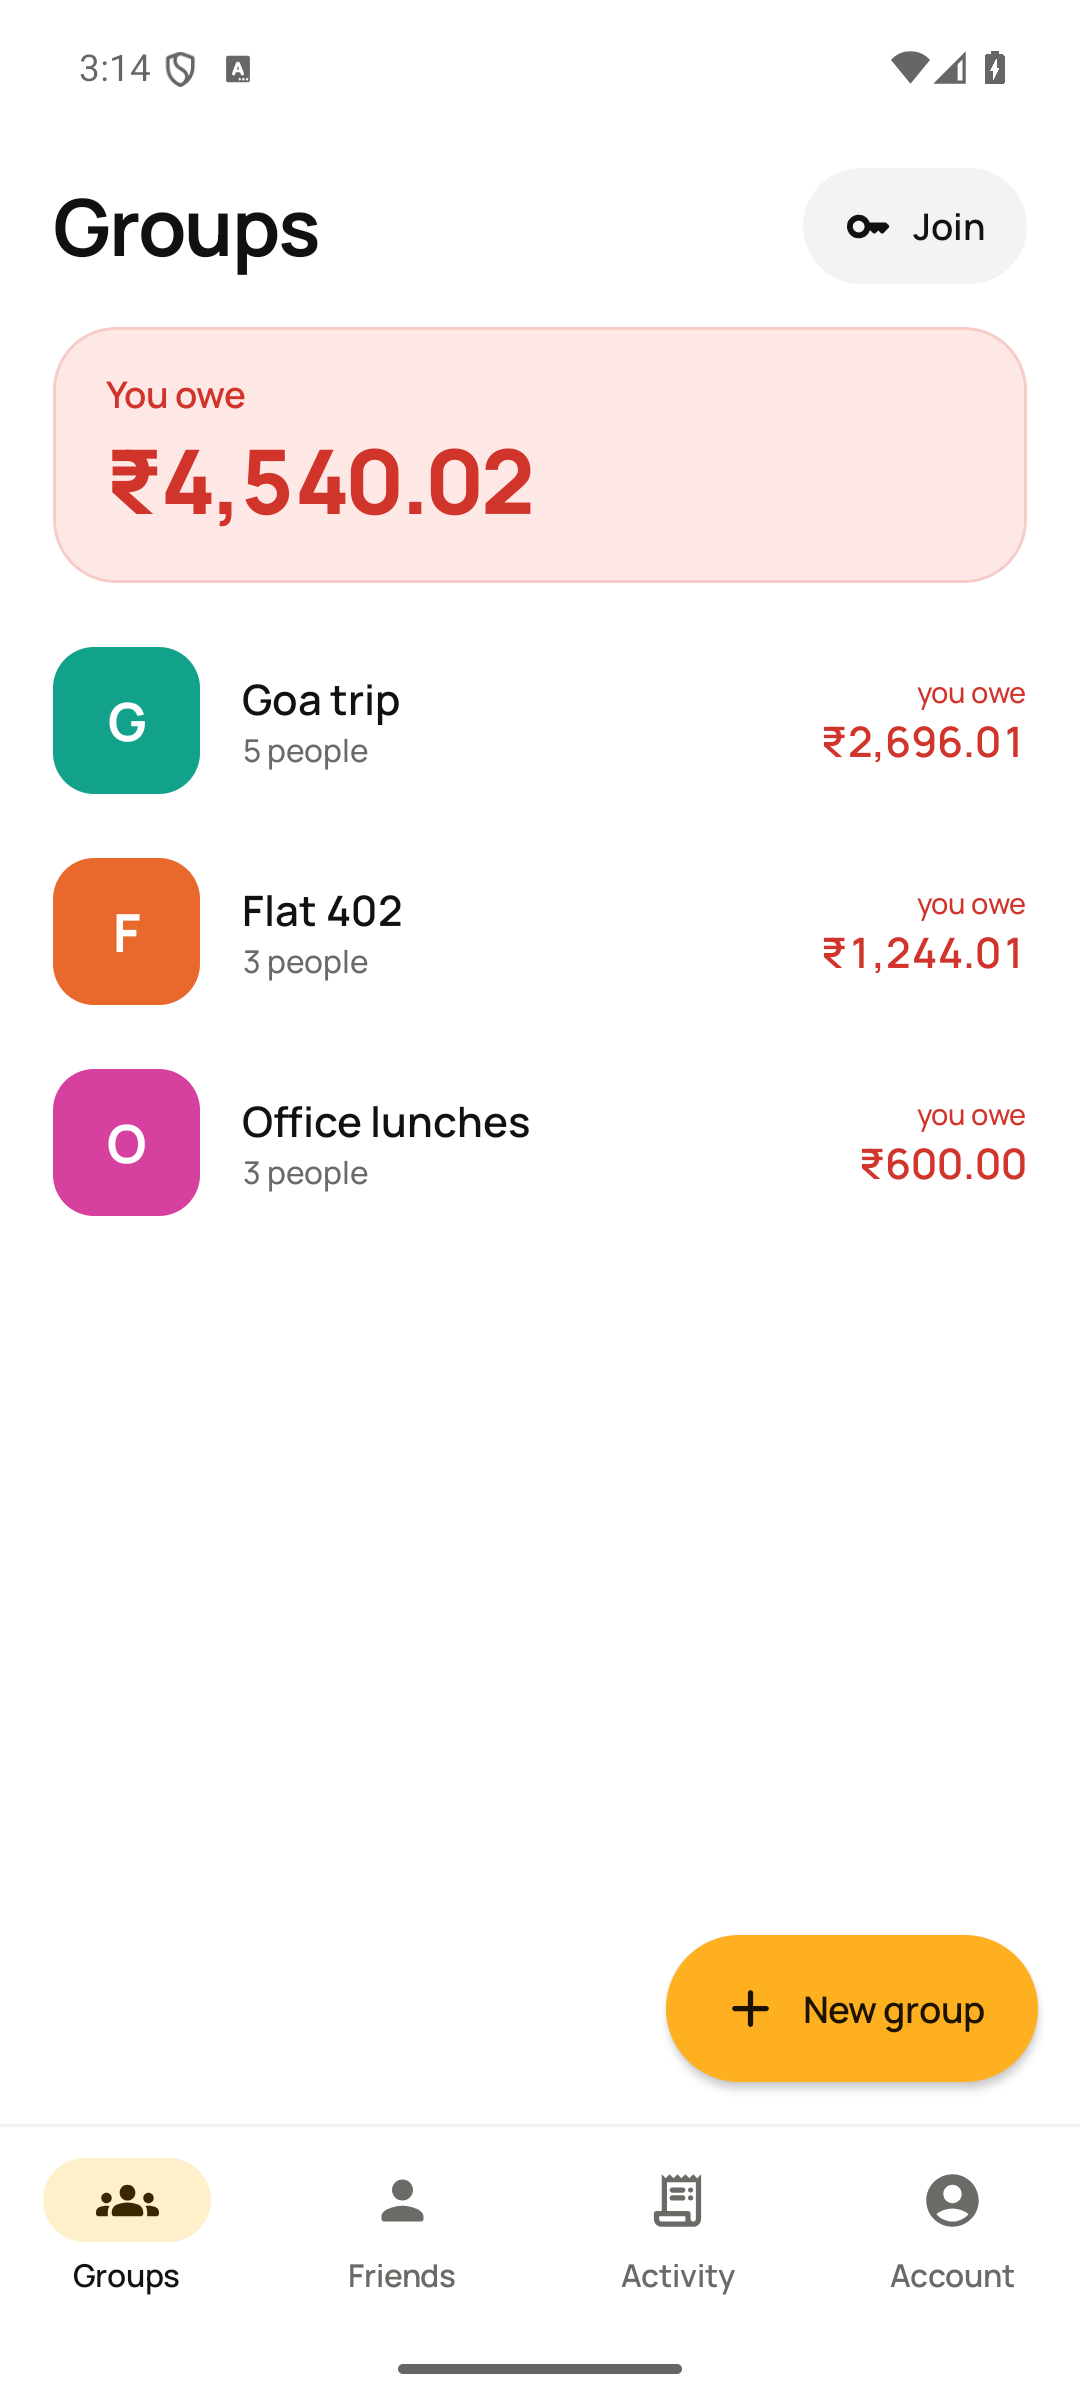 3:14
Groups
Join
You owe
₹4,540.02
G
Goa trip
5 people
you owe
₹2,696.01
F
Flat 402
3 people
you owe
₹1,244.01
O
Office lunches
3 people
you owe
₹600.00
New group
Groups
Friends
Activity
Account